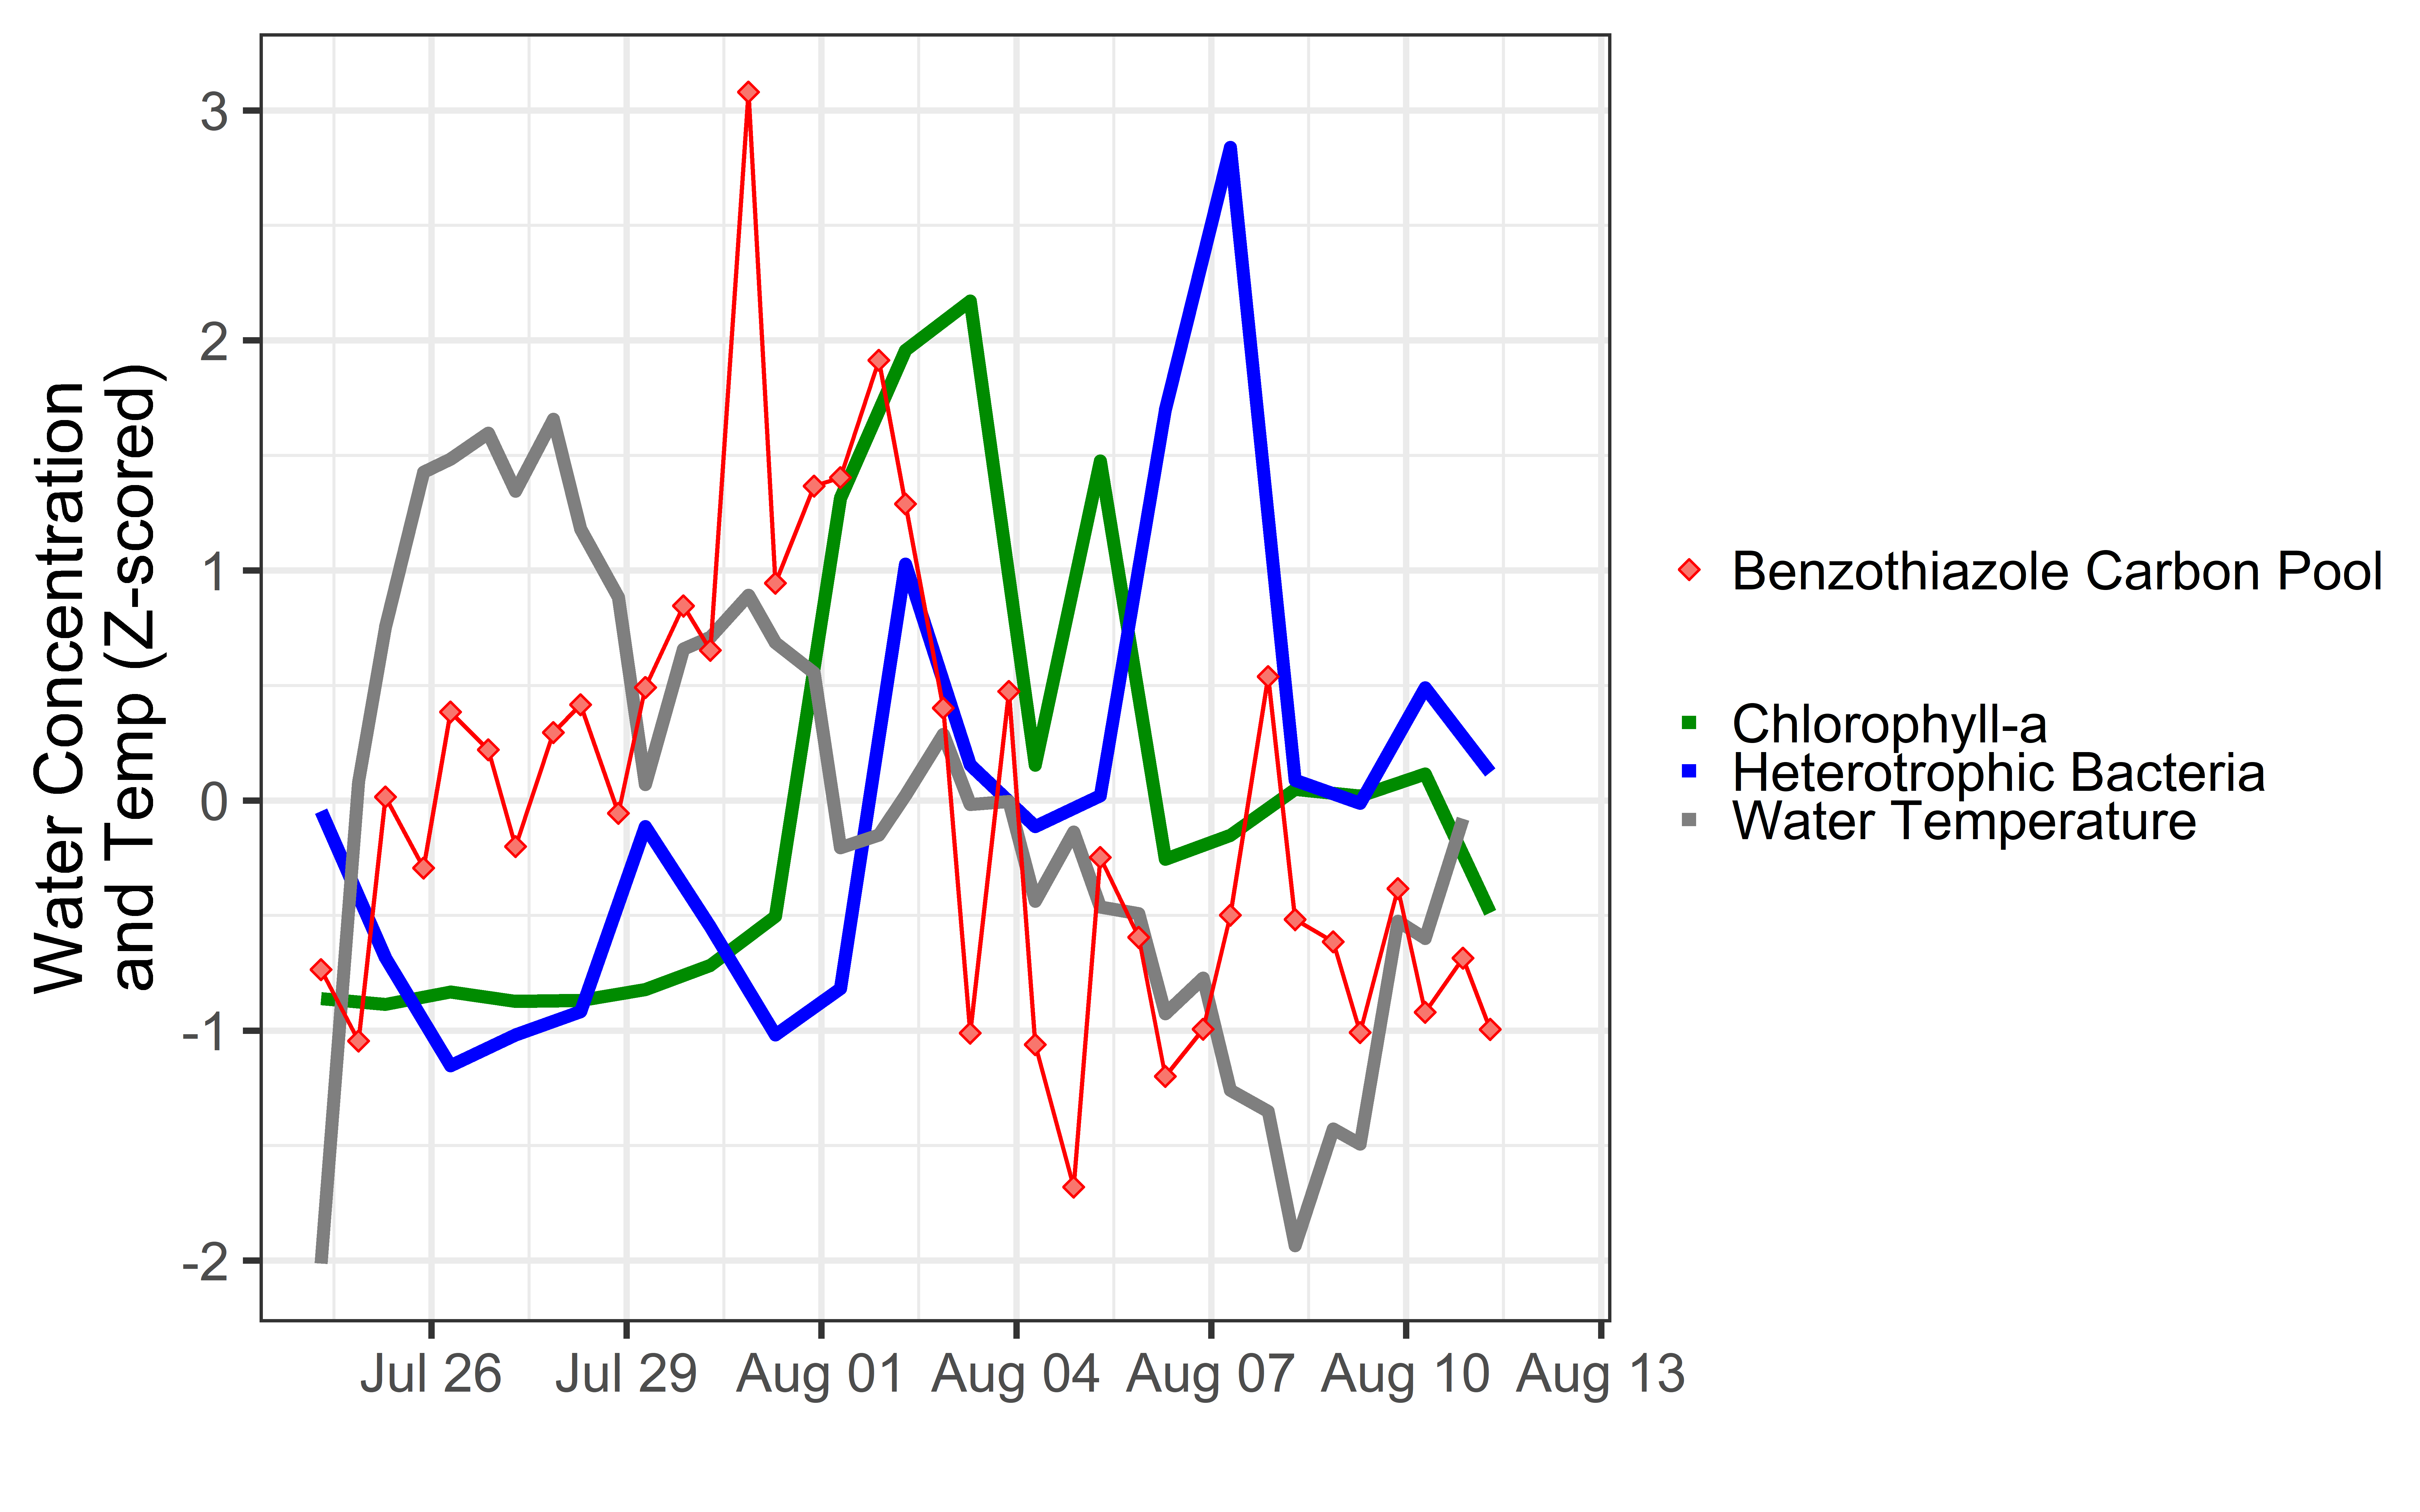 Water Concentration
and Temp (Z-scored)
3
2
1
0
-1
-2
Jul 26 Jul 29 Aug 01 Aug 04 Aug 07 Aug 10 Aug 13
Benzothiazole Carbon Pool
Chlorophyll-a
Heterotrophic Bacteria
Water Temperature